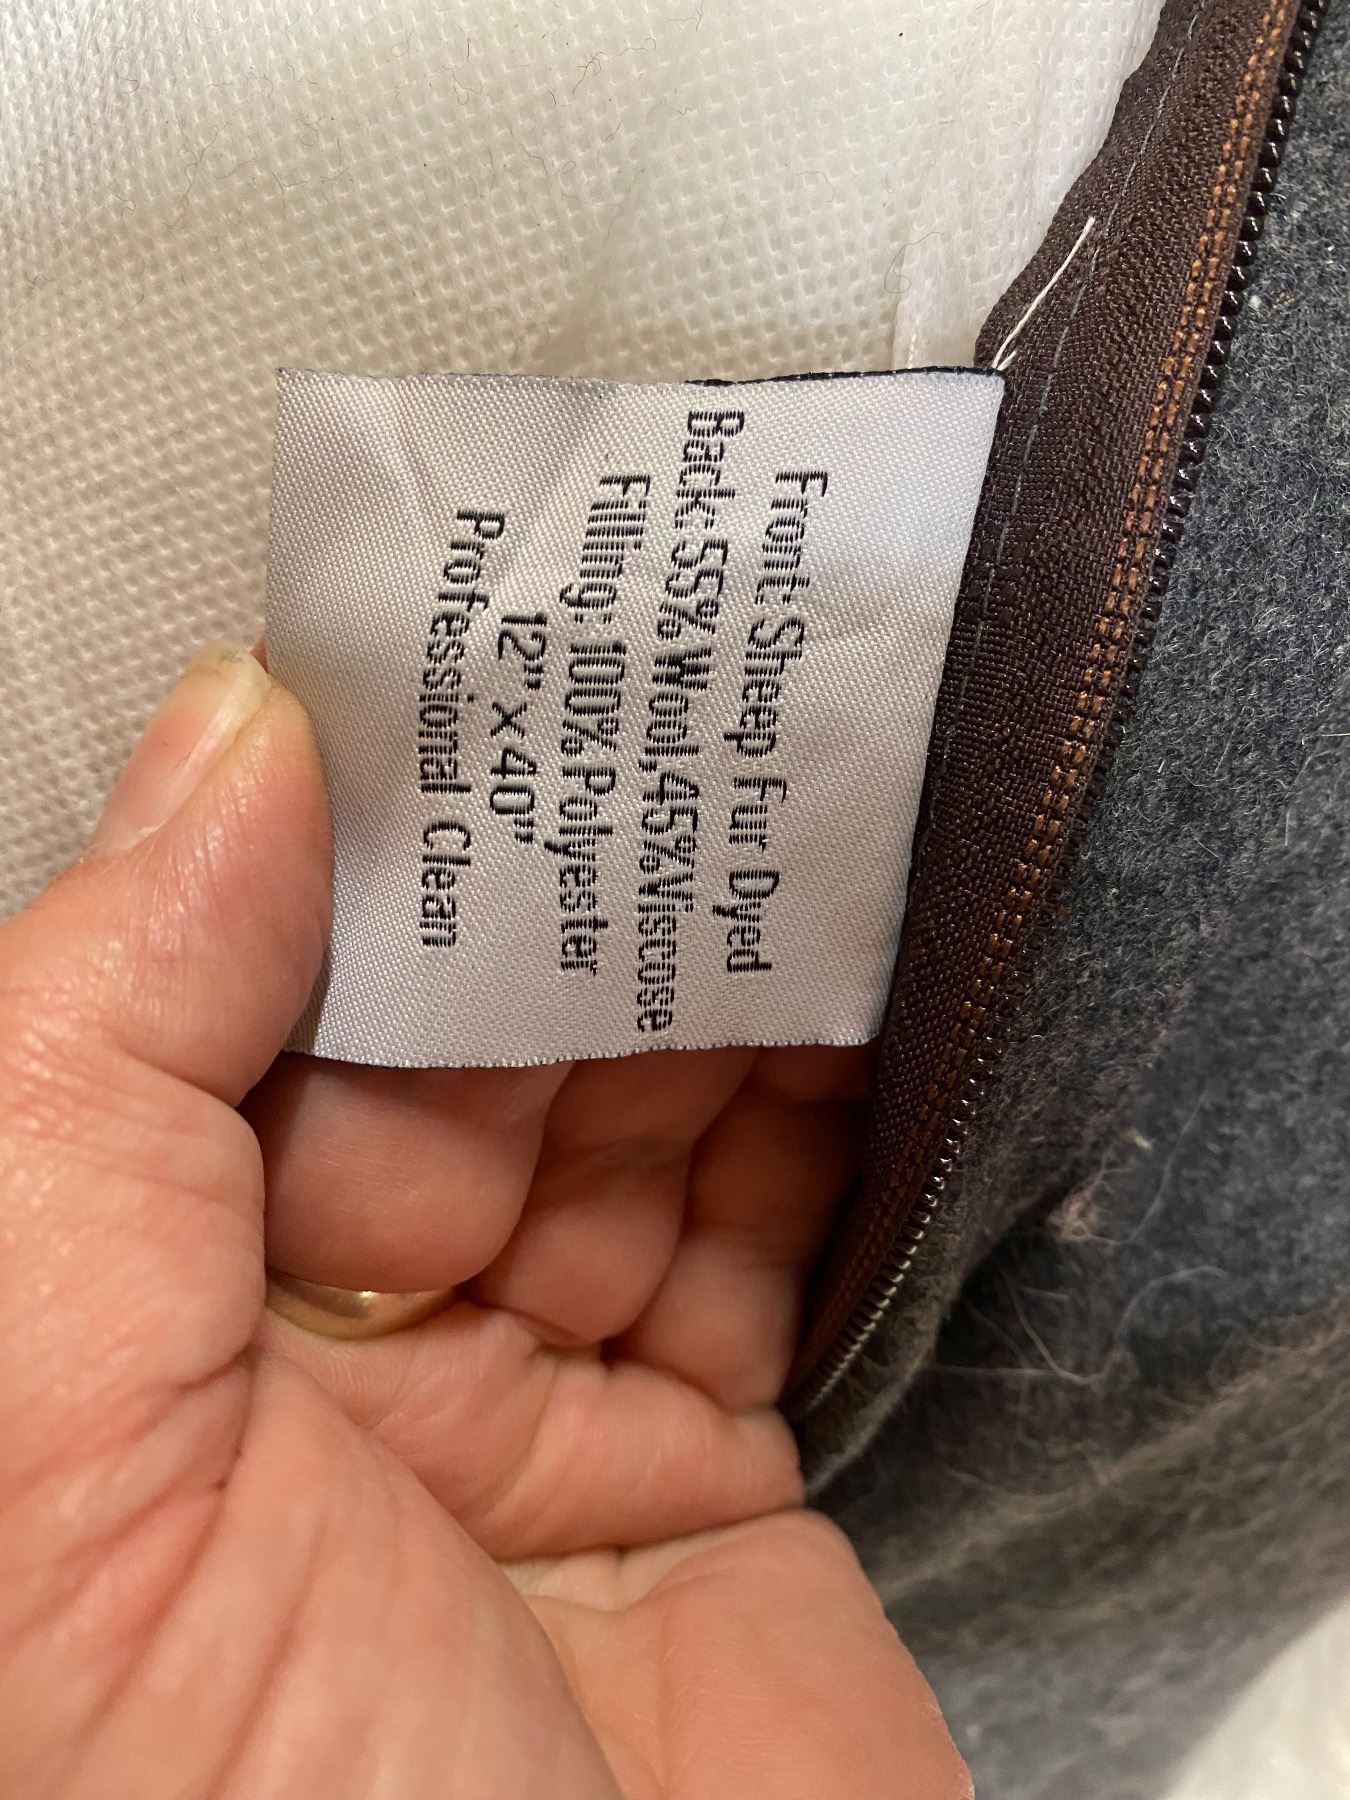 Front: Sheep Fur Dyed
Back: 55% Wool,45%Viscose
Filling: 100% Polyester
12" x 40"
Professional Clean